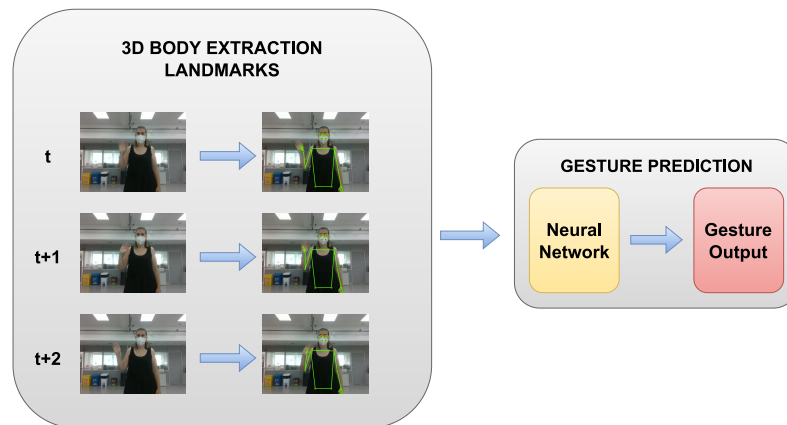 3D BODY EXTRACTION
LANDMARKS
t
t+1
t+2
GESTURE PREDICTION
Neural
Network
Gesture
Output